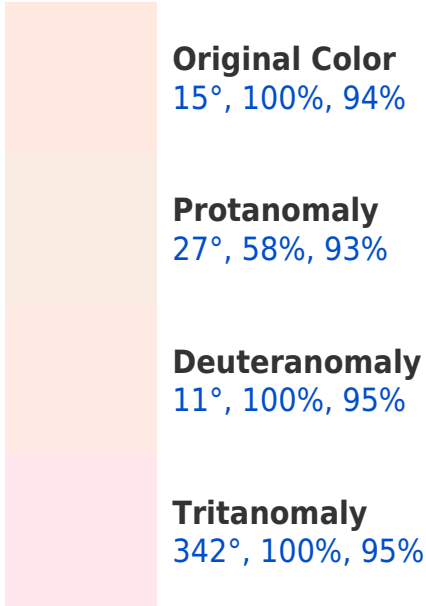 Original Color
15°, 100%, 94%
Protanomaly
27°, 58%, 93%
Deuteranomaly
11°, 100%, 95%
Tritanomaly
342°, 100%, 95%